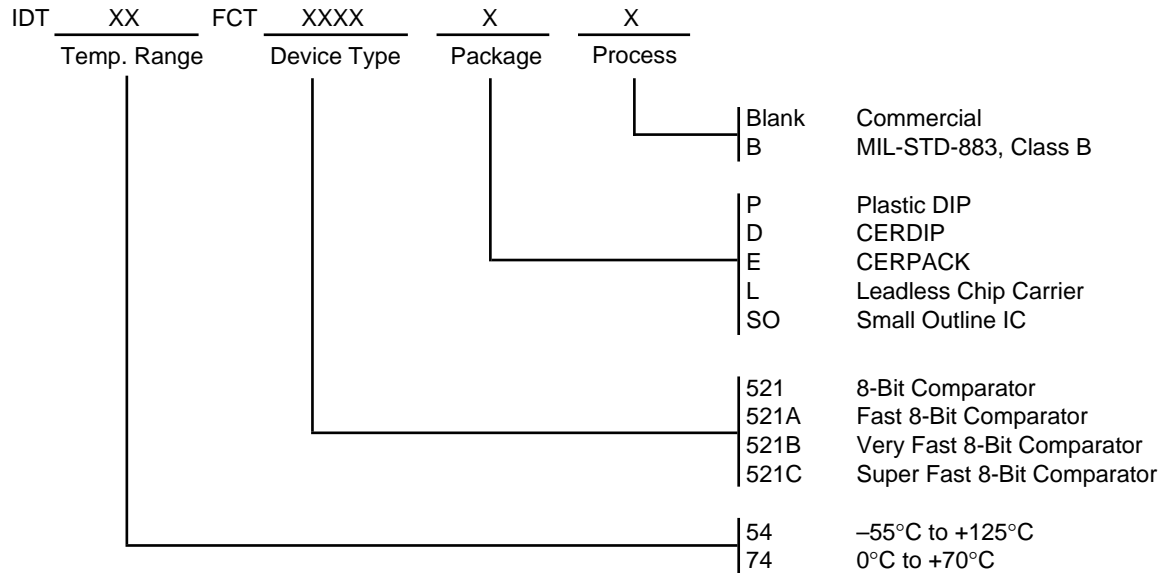 IDT XX FCT XXXX X X
Temp. Range Device Type Package Process
Blank Commercial
B MIL-STD-883, Class B
P Plastic DIP
D CERDIP
E CERPACK
L Leadless Chip Carrier
SO Small Outline IC
521 8-Bit Comparator
521A Fast 8-Bit Comparator
521B Very Fast 8-Bit Comparator
521C Super Fast 8-Bit Comparator
54 –55°C to +125°C
74 0°C to +70°C